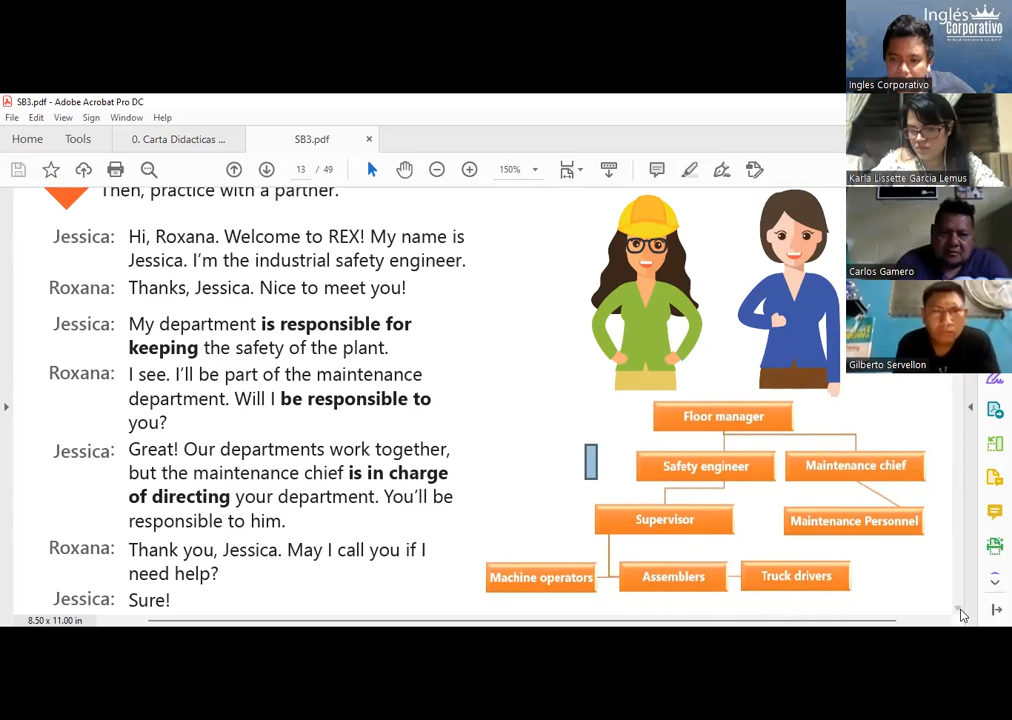 SB3.pdf - Adobe Acrobat Pro DC
File Edit View Sign Window Help
Home Tools 0. Carta Didacticas ... SB3.pdf ×
13 / 49 150%
Then, practice with a partner.
Jessica: Hi, Roxana. Welcome to REX! My name is
Jessica. I'm the industrial safety engineer.
Roxana: Thanks, Jessica. Nice to meet you!
Jessica: My department is responsible for
keeping the safety of the plant.
Roxana: I see. I'll be part of the maintenance
department. Will I be responsible to
you?
Jessica: Great! Our departments work together,
but the maintenance chief is in charge
of directing your department. You'll be
responsible to him.
Roxana: Thank you, Jessica. May I call you if I
need help?
Jessica: Sure!
Floor manager
Safety engineer
Maintenance chief
Supervisor
Maintenance Personnel
Machine operators
Assemblers
Truck drivers
8.50 x 11.00 in
Inglés
Corporativo
Ingles Corporativo
Karla Lissette Garcia Lemus
Carlos Gamero
Gilberto Servellon